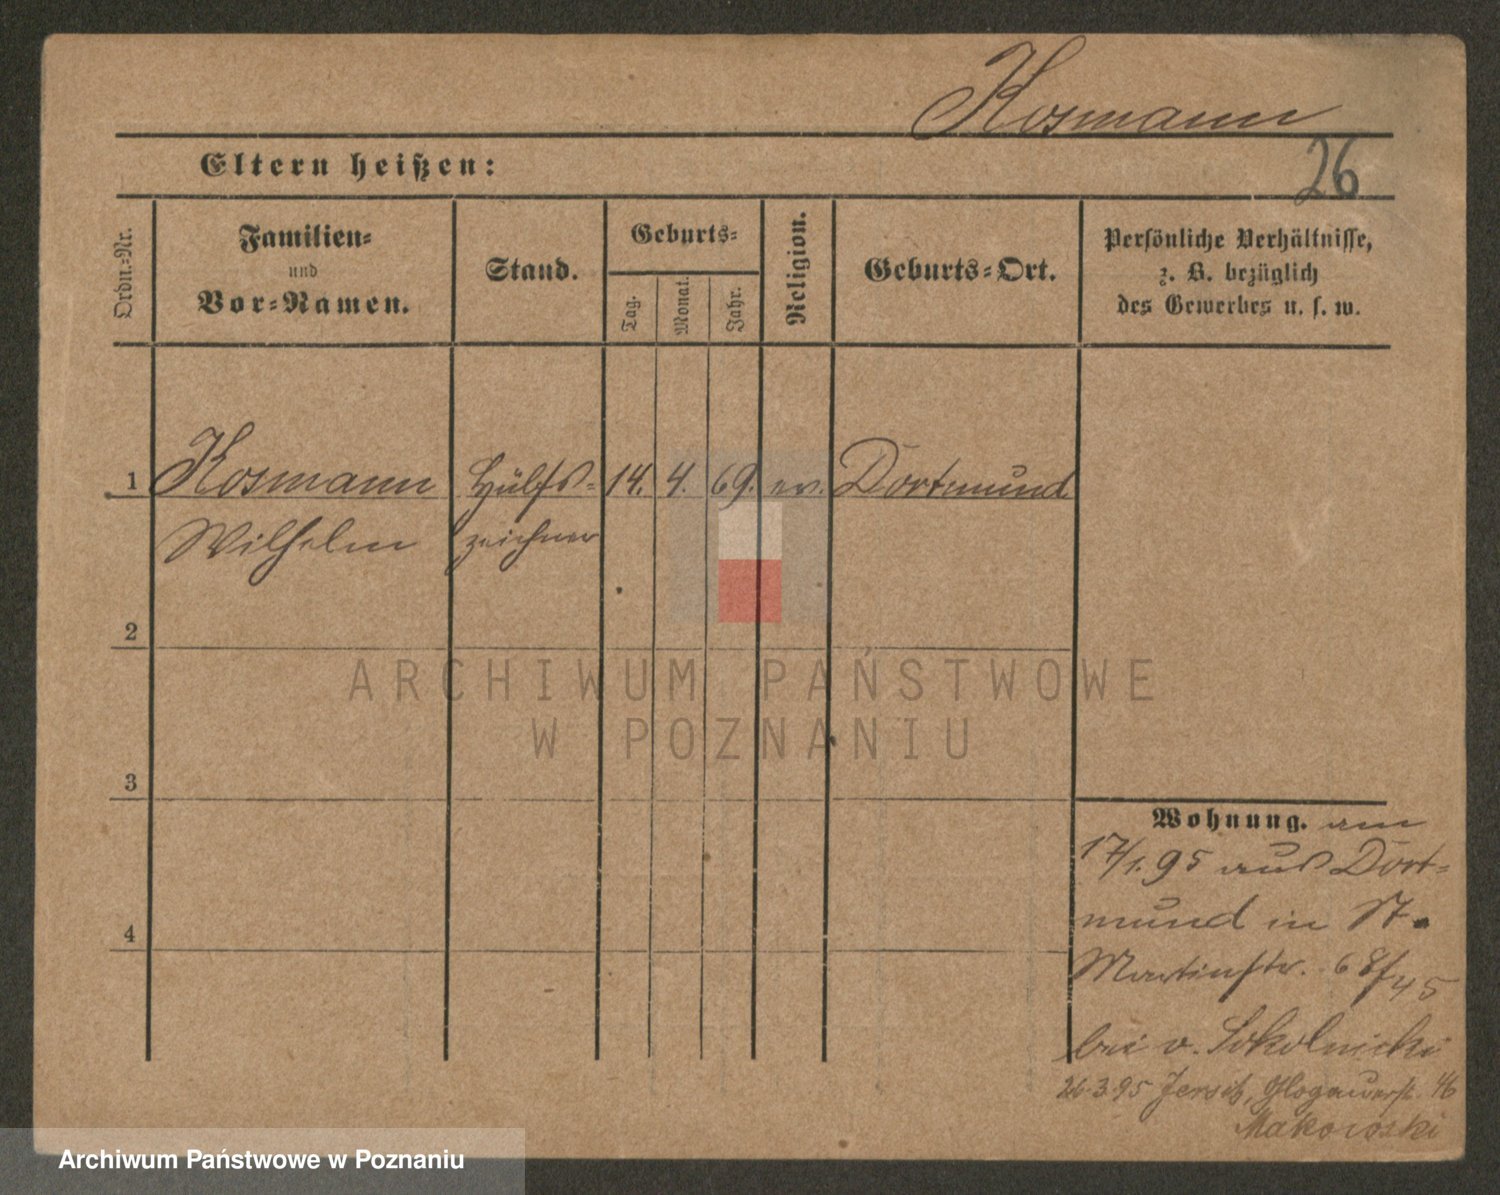 Kosmann
26
Eltern heißen:
Ordn.-Nr.
Familien-
und
Vor-Namen.
Stand.
Geburts-
Tag.
Monat.
Jahr.
Religion.
Geburts-Ort.
Persönliche Verhältnisse,
z. B. bezüglich
des Gewerbes u. s. w.
1 Kosmann Hülfs- 14. 4. 69. ev. Dortmund
Wilhelm zeichner
2
3
4
Wohnung. am
17/1.95 aus Dort-
mund in St.
Martinstr. 68/45
bei v. Sokolnicki
26.3.95 Jersitz, Glogauerstr. 46
Makowski
ARCHIWUM PAŃSTWOWE
W POZNANIU
Archiwum Państwowe w Poznaniu